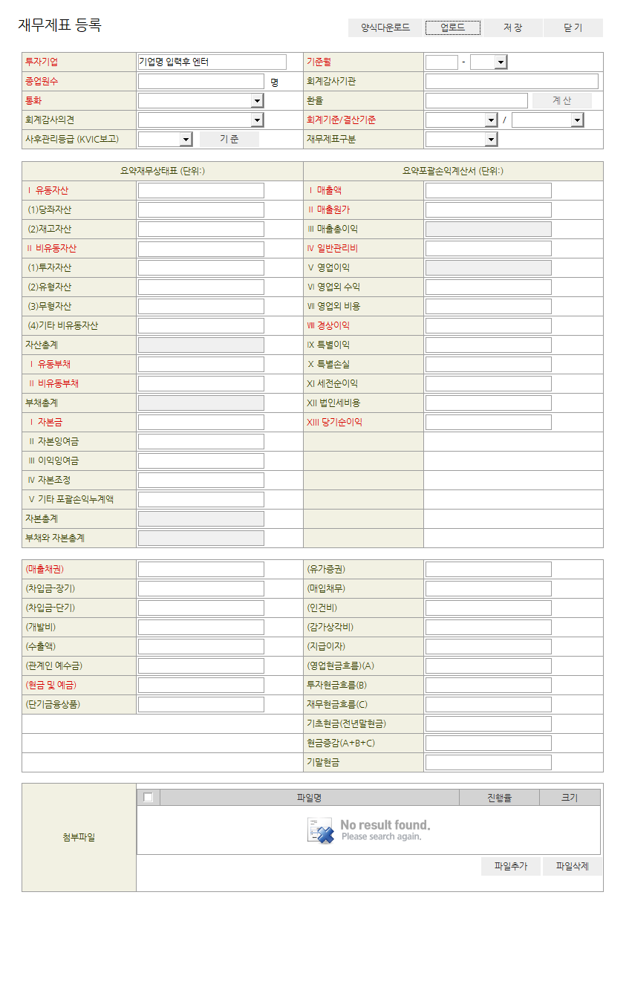 재무제표 등록
양식다운로드 업로드 저 장 닫 기
투자기업 기업명 입력후 엔터 기준월 -
종업원수 명 회계감사기관
통화 환율 계 산
회계감사의견 회계기준/결산기준 /
사후관리등급 (KVIC보고) 기 준 재무제표구분
요약재무상태표 (단위:) 요약포괄손익계산서 (단위:)
Ⅰ 유동자산 Ⅰ 매출액
(1)당좌자산 Ⅱ 매출원가
(2)재고자산 Ⅲ 매출총이익
Ⅱ 비유동자산 Ⅳ 일반관리비
(1)투자자산 Ⅴ 영업이익
(2)유형자산 Ⅵ 영업외 수익
(3)무형자산 Ⅶ 영업외 비용
(4)기타 비유동자산 Ⅷ 경상이익
자산총계 Ⅸ 특별이익
Ⅰ 유동부채 Ⅹ 특별손실
Ⅱ 비유동부채 XI 세전순이익
부채총계 XII 법인세비용
Ⅰ 자본금 XIII 당기순이익
Ⅱ 자본잉여금
Ⅲ 이익잉여금
Ⅳ 자본조정
Ⅴ 기타 포괄손익누계액
자본총계
부채와 자본총계
(매출채권) (유가증권)
(차입금-장기) (매입채무)
(차입금-단기) (인건비)
(개발비) (감가상각비)
(수출액) (지급이자)
(관계인 예수금) (영업현금흐름)(A)
(현금 및 예금) 투자현금흐름(B)
(단기금융상품) 재무현금흐름(C)
기초현금(전년말현금)
현금증감(A+B+C)
기말현금
첨부파일 파일명 진행율 크기
No result found.
Please search again.
파일추가 파일삭제